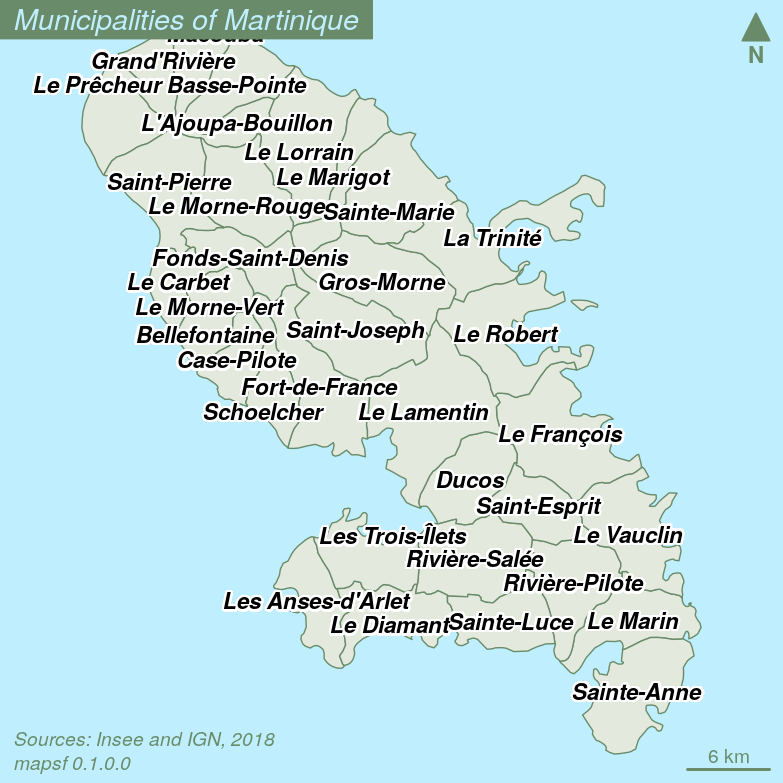 Municipalities of Martinique
N
Grand'Rivière
Le Prêcheur Basse-Pointe
L'Ajoupa-Bouillon
Le Lorrain
Saint-Pierre
Le Marigot
Le Morne-Rouge
Sainte-Marie
La Trinité
Fonds-Saint-Denis
Le Carbet
Gros-Morne
Le Morne-Vert
Bellefontaine
Saint-Joseph
Le Robert
Case-Pilote
Fort-de-France
Schoelcher
Le Lamentin
Le François
Ducos
Saint-Esprit
Les Trois-Îlets
Le Vauclin
Rivière-Salée
Rivière-Pilote
Les Anses-d'Arlet
Le Diamant
Sainte-Luce
Le Marin
Sainte-Anne
Sources: Insee and IGN, 2018
mapsf 0.1.0.0
6 km